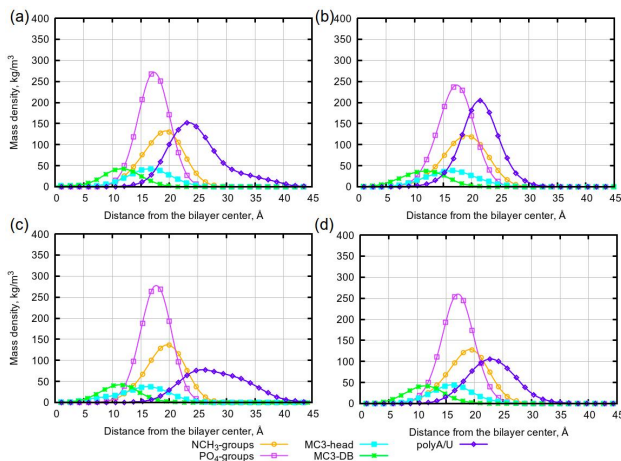 (a)
(b)
Mass density, kg/m³
400
350
300
250
200
150
100
50
0
0 5 10 15 20 25 30 35 40 45
Distance from the bilayer center, Å
400
350
300
250
200
150
100
50
0
0 5 10 15 20 25 30 35 40 45
Distance from the bilayer center, Å
(c)
(d)
Mass density, kg/m³
400
350
300
250
200
150
100
50
0
0 5 10 15 20 25 30 35 40 45
Distance from the bilayer center, Å
400
350
300
250
200
150
100
50
0
0 5 10 15 20 25 30 35 40 45
Distance from the bilayer center, Å
NCH₃-groups MC3-head polyA/U
PO₄-groups MC3-DB